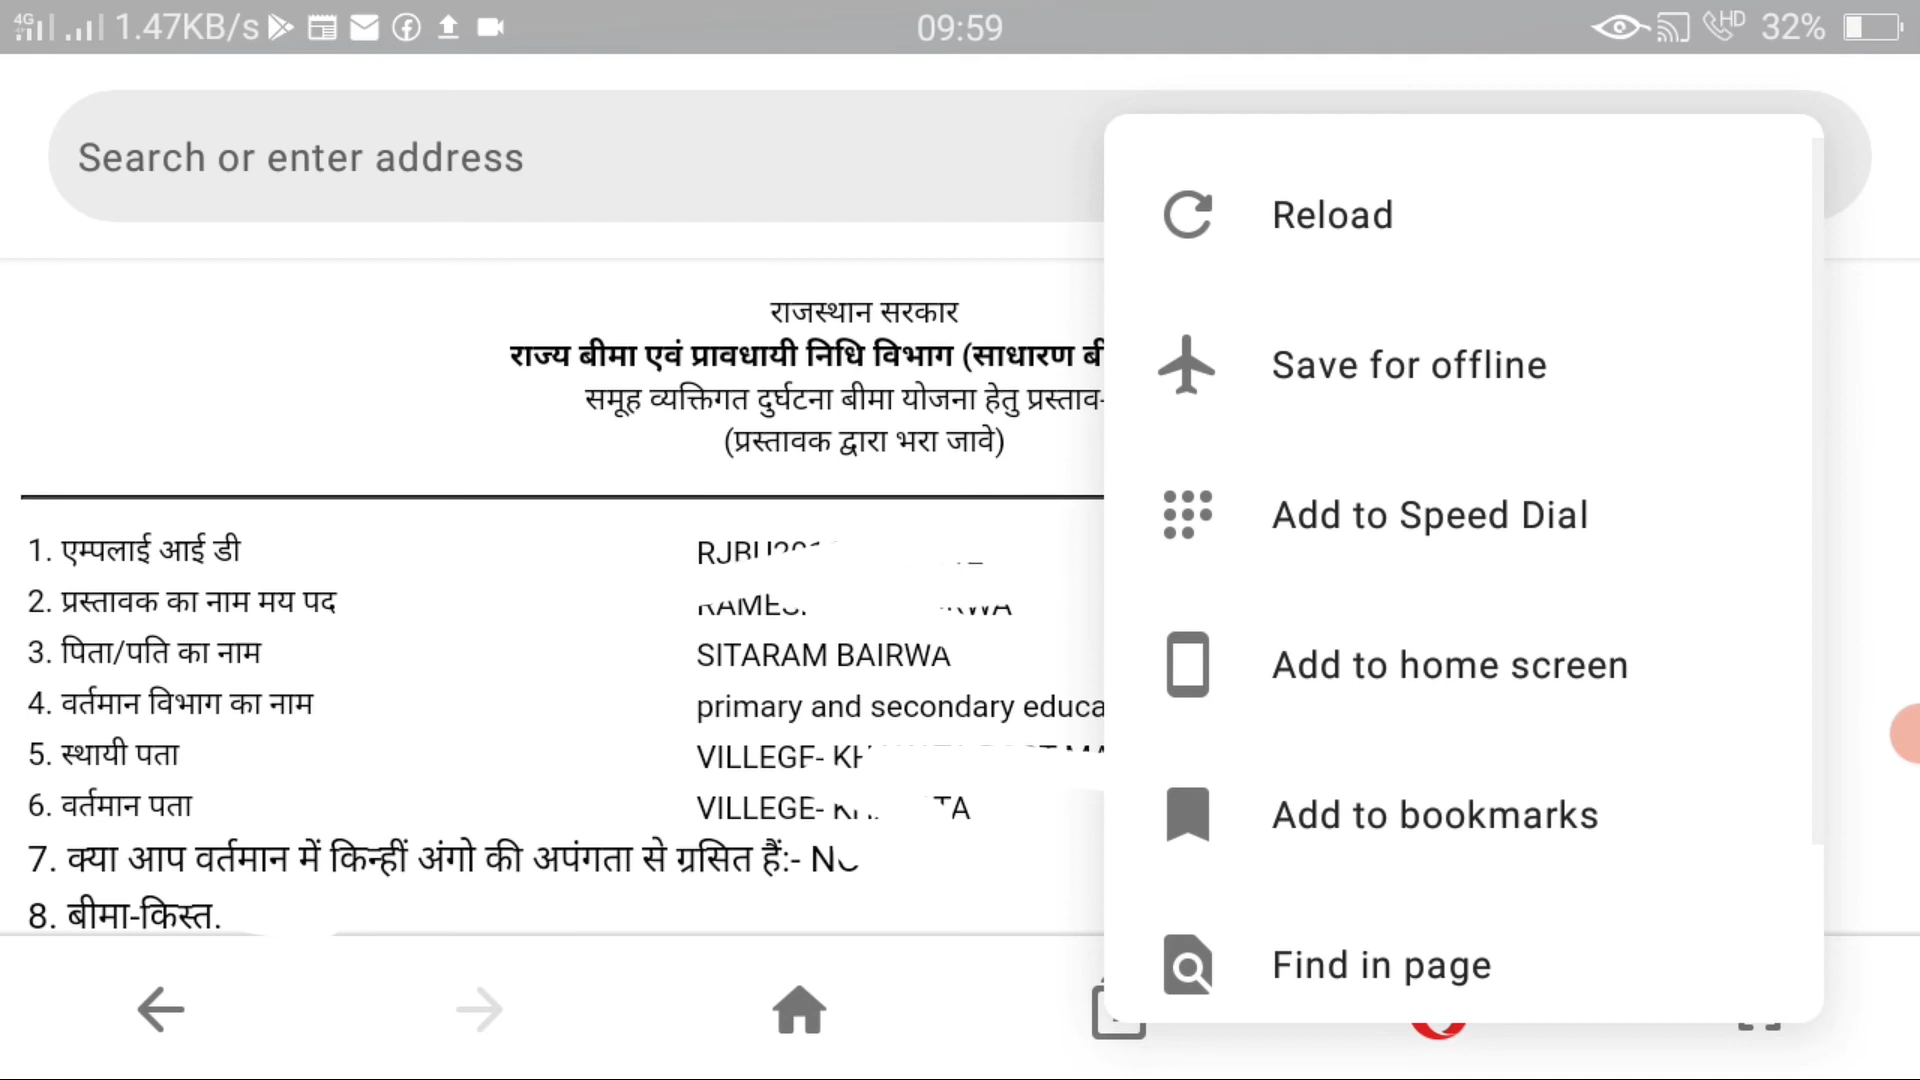 4G 1.47KB/s 09:59 HD 32%
Search or enter address
Reload
Save for offline
Add to Speed Dial
Add to home screen
Add to bookmarks
Find in page
राजस्थान सरकार
राज्य बीमा एवं प्रावधायी निधि विभाग (साधारण
समूह व्यक्तिगत दुर्घटना बीमा योजना हेतु प्रस्ताव-
(प्रस्तावक द्वारा भरा जावे)
1. एम्पलाई आई डी
2. प्रस्तावक का नाम मय पद
3. पिता/पति का नाम SITARAM BAIRWA
4. वर्तमान विभाग का नाम primary and secondary educa
5. स्थायी पता VILLEGE-
6. वर्तमान पता VILLEGE-
7. क्या आप वर्तमान में किन्हीं अंगो की अपंगता से ग्रसित हैं:-
8. बीमा-किस्त.